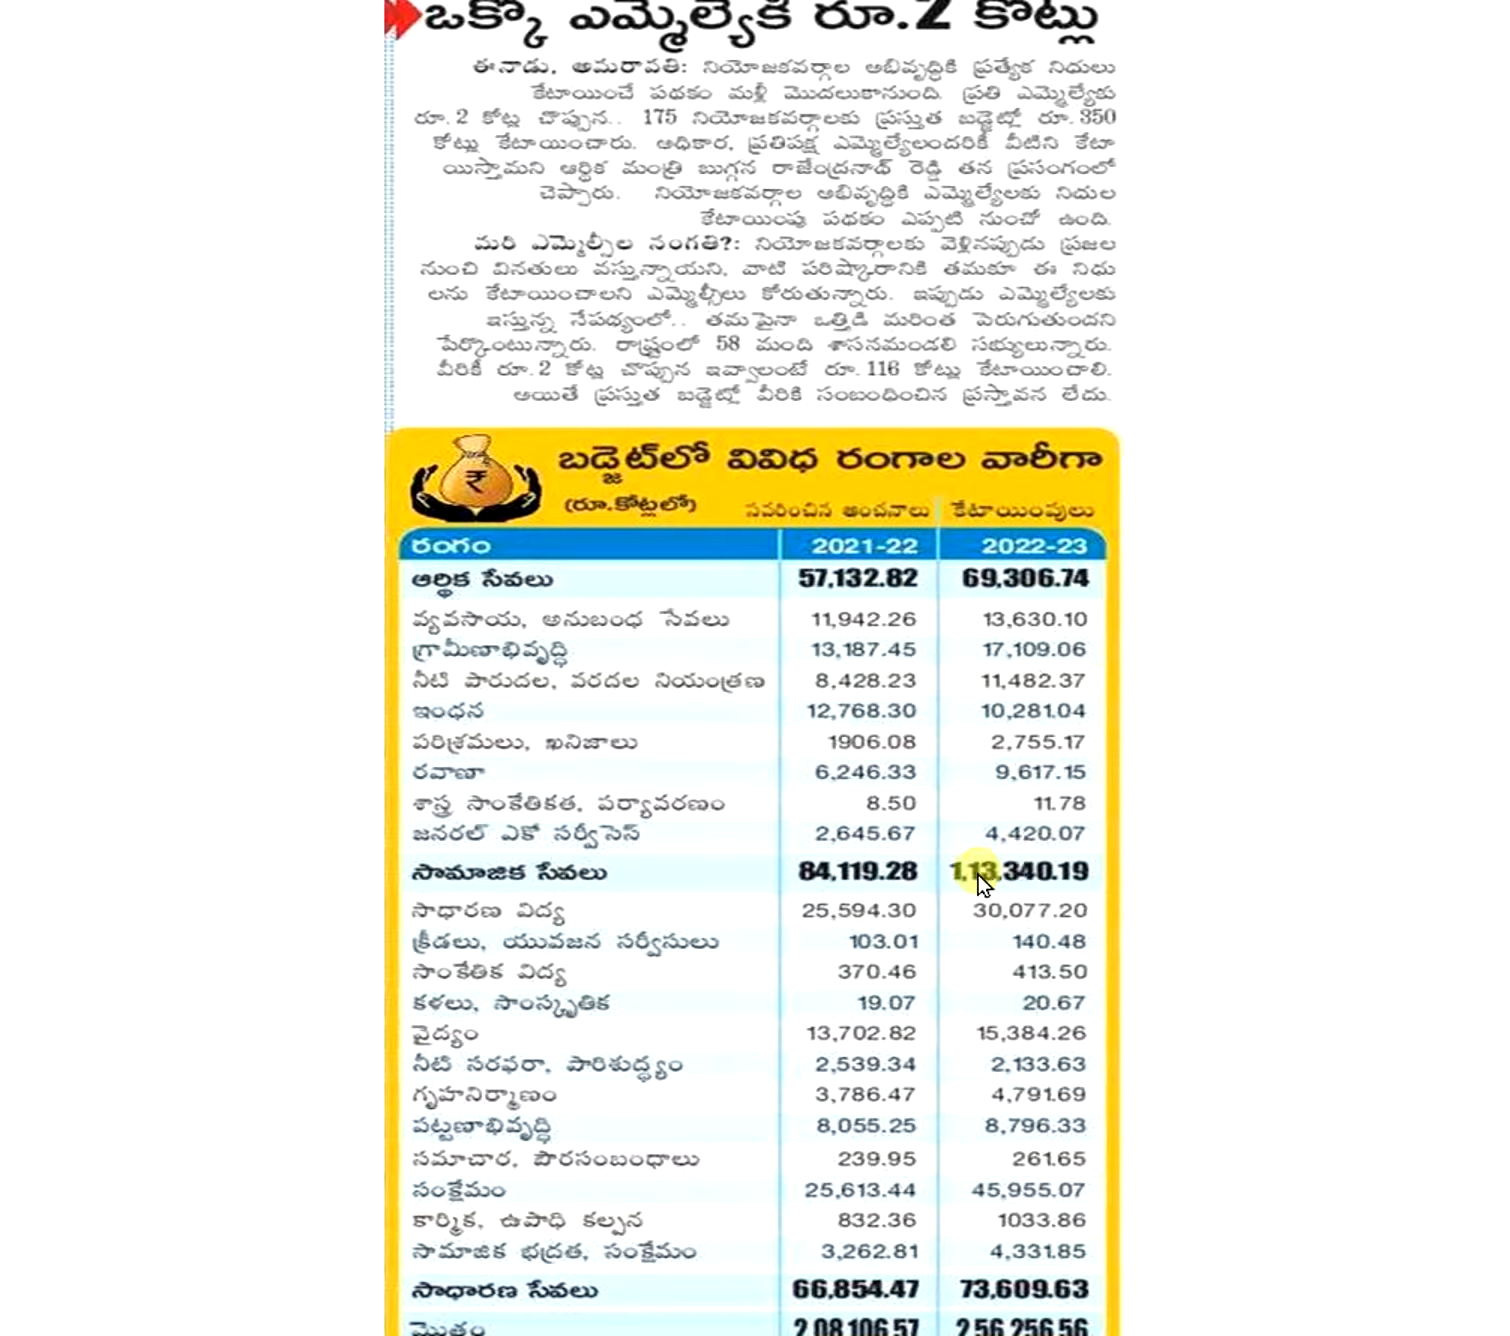 ఒక్కో ఎమ్మెల్యేకి రూ.2 కోట్లు
ఈనాడు, అమరావతి: నియోజకవర్గాల అభివృద్ధికి ప్రత్యేక నిధులు
కేటాయించే పథకం మళ్లీ మొదలుకానుంది. ప్రతి ఎమ్మెల్యేకు
రూ.2 కోట్ల చొప్పున.. 175 నియోజకవర్గాలకు ప్రస్తుత బడ్జెట్లో రూ.350
కోట్లు కేటాయించారు. అధికార, ప్రతిపక్ష ఎమ్మెల్యేలందరికీ వీటిని కేటా
యిస్తామని ఆర్థిక మంత్రి బుగ్గన రాజేంద్రనాథ్ రెడ్డి తన ప్రసంగంలో
చెప్పారు. నియోజకవర్గాల అభివృద్ధికి ఎమ్మెల్యేలకు నిధుల
కేటాయింపు పథకం ఎప్పటి నుంచో ఉంది.
మరి ఎమ్మెల్సీల సంగతి?: నియోజకవర్గాలకు వెళ్లినప్పుడు ప్రజల
నుంచి వినతులు వస్తున్నాయని, వాటి పరిష్కారానికి తమకూ ఈ నిధు
లను కేటాయించాలని ఎమ్మెల్సీలు కోరుతున్నారు. ఇప్పుడు ఎమ్మెల్యేలకు
ఇస్తున్న నేపథ్యంలో.. తమపైనా ఒత్తిడి మరింత పెరుగుతుందని
పేర్కొంటున్నారు. రాష్ట్రంలో 58 మంది శాసనమండలి సభ్యులున్నారు.
వీరికీ రూ.2 కోట్ల చొప్పున ఇవ్వాలంటే రూ.116 కోట్లు కేటాయించాలి.
అయితే ప్రస్తుత బడ్జెట్లో వీరికి సంబంధించిన ప్రస్తావన లేదు.
బడ్జెట్‌లో వివిధ రంగాల వారీగా
(రూ.కోట్లలో) సవరించిన అంచనాలు కేటాయింపులు
రంగం 2021-22 2022-23
ఆర్థిక సేవలు 57,132.82 69,306.74
వ్యవసాయ, అనుబంధ సేవలు 11,942.26 13,630.10
గ్రామీణాభివృద్ధి 13,187.45 17,109.06
నీటి పారుదల, వరదల నియంత్రణ 8,428.23 11,482.37
ఇంధన 12,768.30 10,281.04
పరిశ్రమలు, ఖనిజాలు 1906.08 2,755.17
రవాణా 6,246.33 9,617.15
శాస్త్ర సాంకేతికత, పర్యావరణం 8.50 11.78
జనరల్ ఎకో సర్వీసెస్ 2,645.67 4,420.07
సామాజిక సేవలు 84,119.28 1,13,340.19
సాధారణ విద్య 25,594.30 30,077.20
క్రీడలు, యువజన సర్వీసులు 103.01 140.48
సాంకేతిక విద్య 370.46 413.50
కళలు, సాంస్కృతిక 19.07 20.67
వైద్యం 13,702.82 15,384.26
నీటి సరఫరా, పారిశుద్ధ్యం 2,539.34 2,133.63
గృహనిర్మాణం 3,786.47 4,791.69
పట్టణాభివృద్ధి 8,055.25 8,796.33
సమాచార, పౌరసంబంధాలు 239.95 261.65
సంక్షేమం 25,613.44 45,955.07
కార్మిక, ఉపాధి కల్పన 832.36 1033.86
సామాజిక భద్రత, సంక్షేమం 3,262.81 4,331.85
సాధారణ సేవలు 66,854.47 73,609.63
మొత్తం 2,08,106.57 2,56,256.56